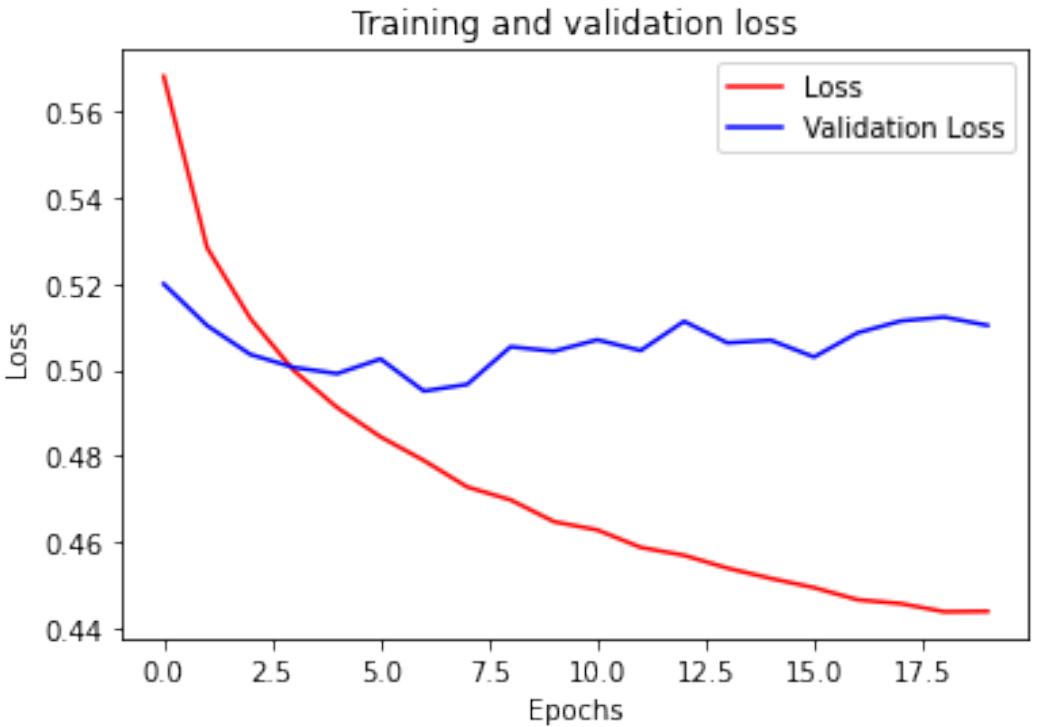 Training and validation loss
Loss
Validation Loss
0.56
0.54
0.52
0.50
0.48
0.46
0.44
Loss
0.0 2.5 5.0 7.5 10.0 12.5 15.0 17.5
Epochs